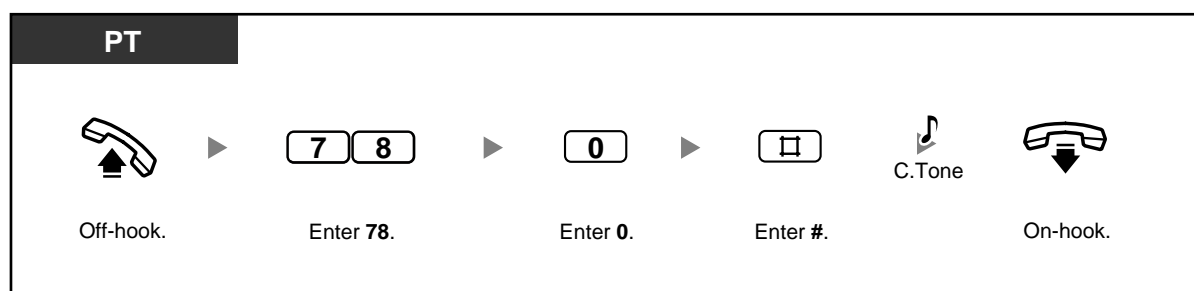 PT
7 8 0 #
C.Tone
Off-hook. Enter 78. Enter 0. Enter #. On-hook.